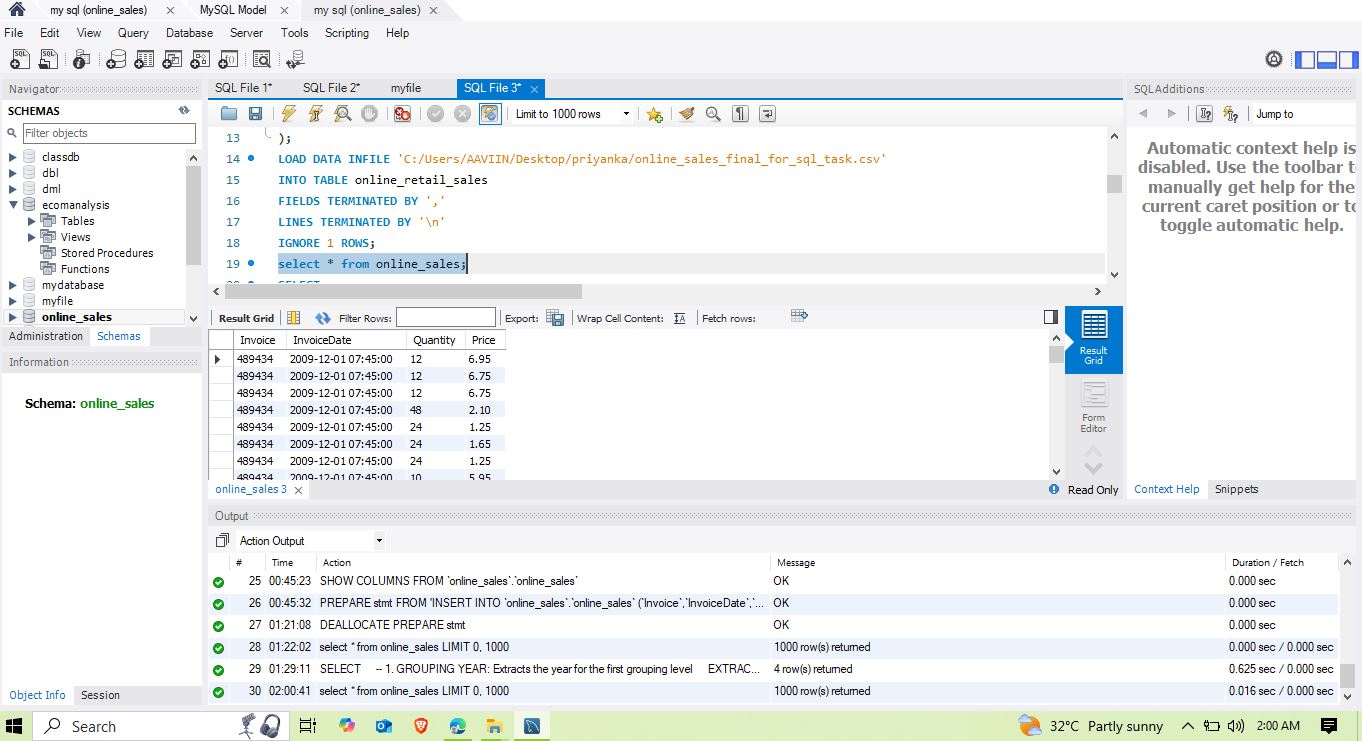 my sql (online_sales)
MySQL Model
my sql (online_sales)
File Edit View Query Database Server Tools Scripting Help
Navigator
SCHEMAS
Filter objects
classdb
dbl
dml
ecomanalysis
Tables
Views
Stored Procedures
Functions
mydatabase
myfile
online_sales
Administration Schemas
Information
Schema: online_sales
Object Info Session
SQL File 1* SQL File 2* myfile SQL File 3*
Limit to 1000 rows
13 );
14 LOAD DATA INFILE 'C:/Users/AAVIIN/Desktop/priyanka/online_sales_final_for_sql_task.csv'
15 INTO TABLE online_retail_sales
16 FIELDS TERMINATED BY ','
17 LINES TERMINATED BY '\n'
18 IGNORE 1 ROWS;
19 select * from online_sales;
Result Grid Filter Rows: Export: Wrap Cell Content: Fetch rows:
Invoice InvoiceDate Quantity Price
489434 2009-12-01 07:45:00 12 6.95
489434 2009-12-01 07:45:00 12 6.75
489434 2009-12-01 07:45:00 12 6.75
489434 2009-12-01 07:45:00 48 2.10
489434 2009-12-01 07:45:00 24 1.25
489434 2009-12-01 07:45:00 24 1.65
489434 2009-12-01 07:45:00 24 1.25
489434 2009-12-01 07:45:00 10 5.95
Result Grid
Form Editor
online_sales 3
Read Only
SQLAdditions
Jump to
Automatic context help is
disabled. Use the toolbar t
manually get help for the
current caret position or to
toggle automatic help.
Context Help Snippets
Output
Action Output
# Time Action Message Duration / Fetch
25 00:45:23 SHOW COLUMNS FROM `online_sales`.`online_sales` OK 0.000 sec
26 00:45:32 PREPARE stmt FROM 'INSERT INTO `online_sales`.`online_sales` (`Invoice`,`InvoiceDate`,`... OK 0.000 sec
27 01:21:08 DEALLOCATE PREPARE stmt OK 0.000 sec
28 01:22:02 select * from online_sales LIMIT 0, 1000 1000 row(s) returned 0.000 sec / 0.000 sec
29 01:29:11 SELECT -- 1. GROUPING YEAR: Extracts the year for the first grouping level EXTRAC... 4 row(s) returned 0.625 sec / 0.000 sec
30 02:00:41 select * from online_sales LIMIT 0, 1000 1000 row(s) returned 0.016 sec / 0.000 sec
Search
32°C Partly sunny
2:00 AM